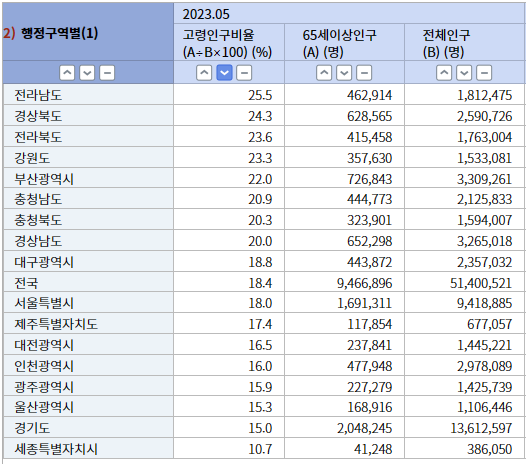 2023.05
2) 행정구역별(1) 고령인구비율 (A÷B×100) (%) 65세이상인구 (A) (명) 전체인구 (B) (명)
전라남도 25.5 462,914 1,812,475
경상북도 24.3 628,565 2,590,726
전라북도 23.6 415,458 1,763,004
강원도 23.3 357,630 1,533,081
부산광역시 22.0 726,843 3,309,261
충청남도 20.9 444,773 2,125,833
충청북도 20.3 323,901 1,594,007
경상남도 20.0 652,298 3,265,018
대구광역시 18.8 443,872 2,357,032
전국 18.4 9,466,896 51,400,521
서울특별시 18.0 1,691,311 9,418,885
제주특별자치도 17.4 117,854 677,057
대전광역시 16.5 237,841 1,445,221
인천광역시 16.0 477,948 2,978,089
광주광역시 15.9 227,279 1,425,739
울산광역시 15.3 168,916 1,106,446
경기도 15.0 2,048,245 13,612,597
세종특별자치시 10.7 41,248 386,050